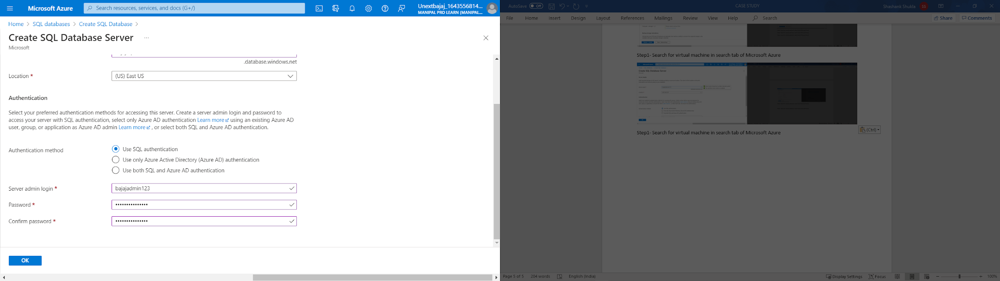 Microsoft Azure
Search resources, services, and docs (G+/)
Unextbajaj_1643556814...
MANIPAL PRO LEARN (MANIPAL...
Home > SQL databases > Create SQL Database >
Create SQL Database Server ...
Microsoft
.database.windows.net
Location *
(US) East US
Authentication
Select your preferred authentication methods for accessing this server. Create a server admin login and password to
access your server with SQL authentication, select only Azure AD authentication Learn more using an existing Azure AD
user, group, or application as Azure AD admin Learn more , or select both SQL and Azure AD authentication.
Authentication method
Use SQL authentication
Use only Azure Active Directory (Azure AD) authentication
Use both SQL and Azure AD authentication
Server admin login *
bajajadmin123
Password *
•••••••••••••••
Confirm password *
•••••••••••••••
OK
AutoSave Off
CASE STUDY
Shashank Shukla SS
File Home Insert Design Layout References Mailings Review View Help Search
Share Comments
Step1- Search for virtual machine in search tab of Microsoft Azure
Create SQL Database Server
(Ctrl)
Step1- Search for virtual machine in search tab of Microsoft Azure
Page 5 of 5 204 words English (India)
Display Settings Focus 100%